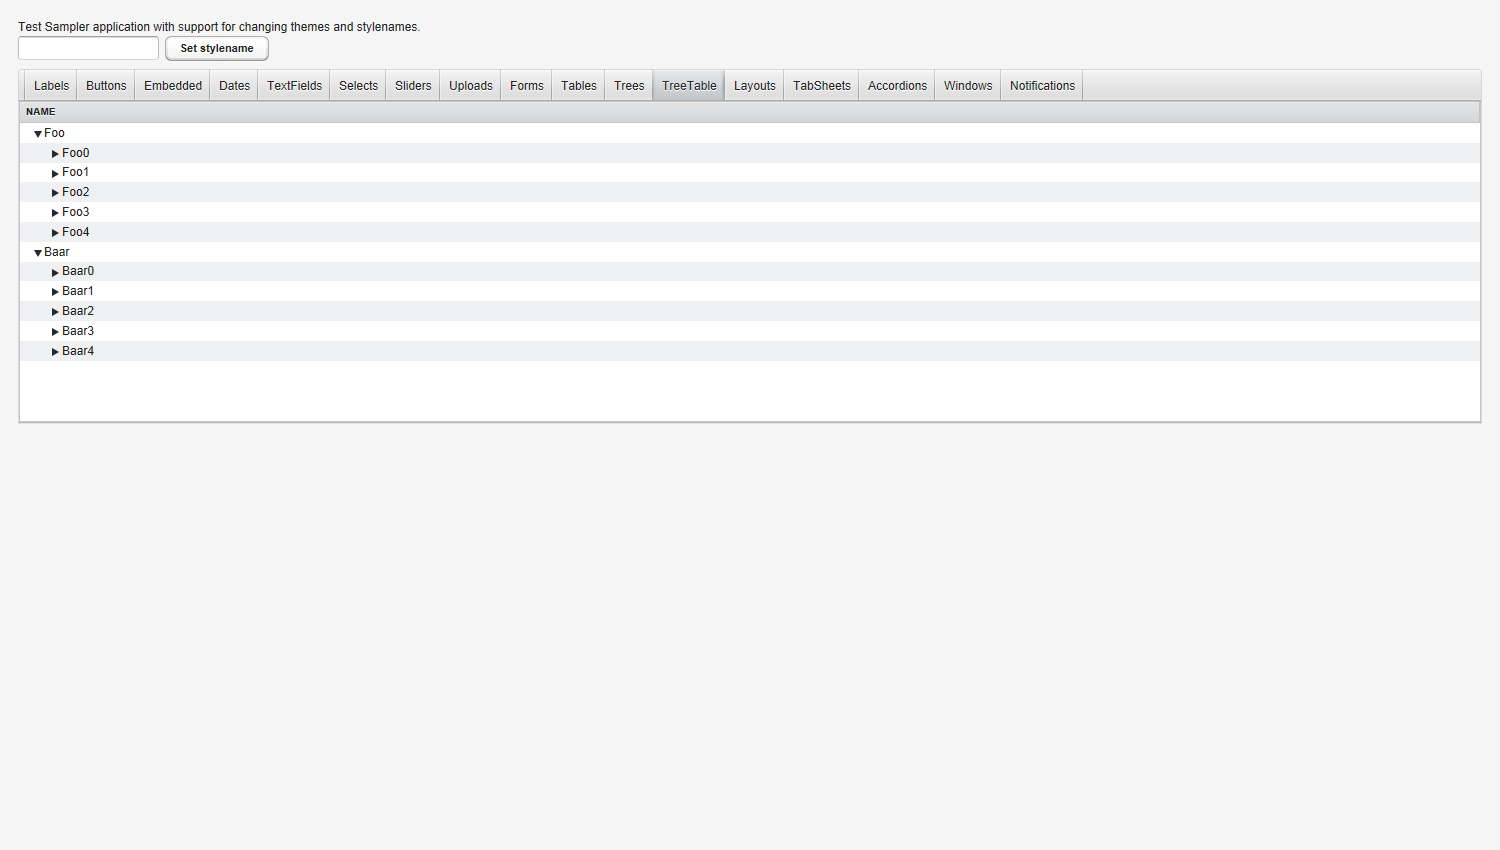 Test Sampler application with support for changing themes and stylenames.
Set stylename
Labels Buttons Embedded Dates TextFields Selects Sliders Uploads Forms Tables Trees TreeTable Layouts TabSheets Accordions Windows Notifications
NAME
Foo
Foo0
Foo1
Foo2
Foo3
Foo4
Baar
Baar0
Baar1
Baar2
Baar3
Baar4